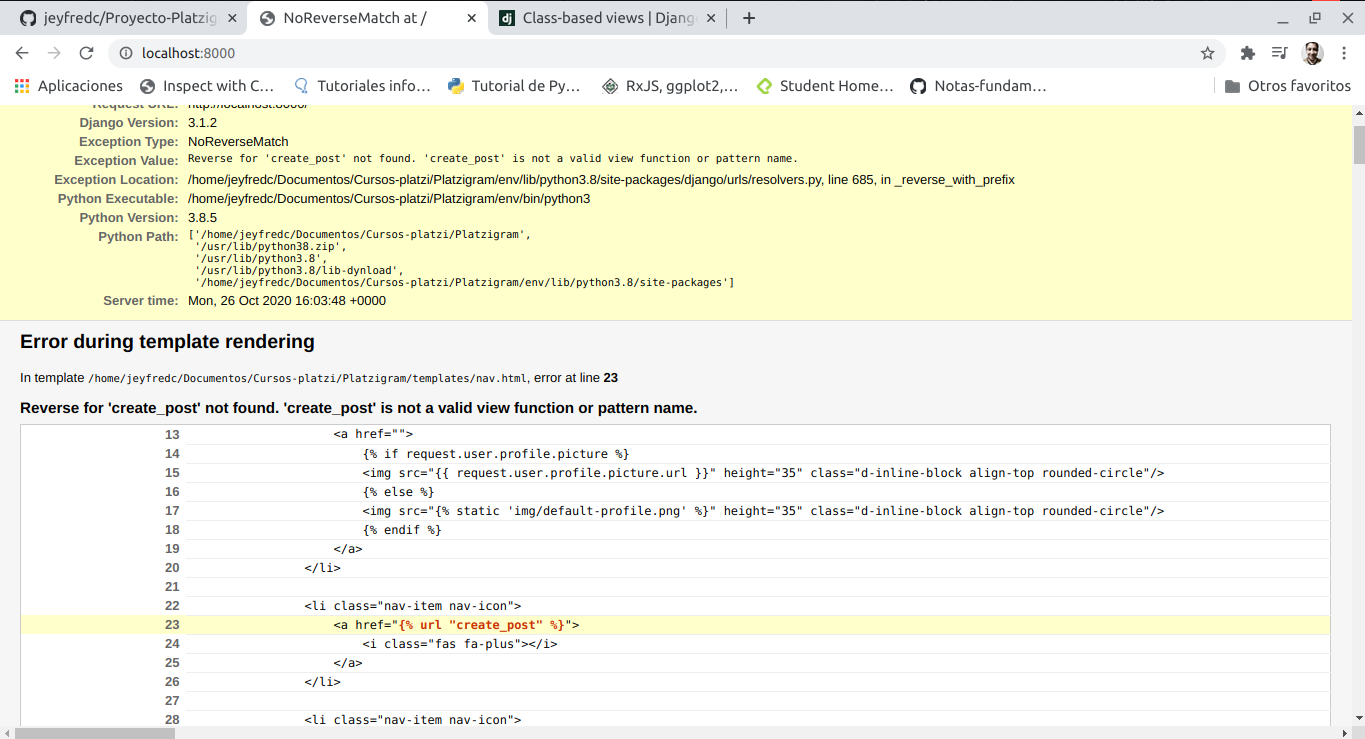 jeyfredc/Proyecto-Platzig
NoReverseMatch at /
Class-based views | Djang
localhost:8000
Aplicaciones
Inspect with C…
Tutoriales info…
Tutorial de Py…
RxJS, ggplot2,…
Student Home…
Notas-fundam…
Otros favoritos
Request URL: http://localhost:8000/
Django Version: 3.1.2
Exception Type: NoReverseMatch
Exception Value: Reverse for 'create_post' not found. 'create_post' is not a valid view function or pattern name.
Exception Location: /home/jeyfredc/Documentos/Cursos-platzi/Platzigram/env/lib/python3.8/site-packages/django/urls/resolvers.py, line 685, in _reverse_with_prefix
Python Executable: /home/jeyfredc/Documentos/Cursos-platzi/Platzigram/env/bin/python3
Python Version: 3.8.5
Python Path: ['/home/jeyfredc/Documentos/Cursos-platzi/Platzigram',
'/usr/lib/python38.zip',
'/usr/lib/python3.8',
'/usr/lib/python3.8/lib-dynload',
'/home/jeyfredc/Documentos/Cursos-platzi/Platzigram/env/lib/python3.8/site-packages']
Server time: Mon, 26 Oct 2020 16:03:48 +0000
Error during template rendering
In template /home/jeyfredc/Documentos/Cursos-platzi/Platzigram/templates/nav.html, error at line 23
Reverse for 'create_post' not found. 'create_post' is not a valid view function or pattern name.
13 <a href="">
14 {% if request.user.profile.picture %}
15 <img src="{{ request.user.profile.picture.url }}" height="35" class="d-inline-block align-top rounded-circle"/>
16 {% else %}
17 <img src="{% static 'img/default-profile.png' %}" height="35" class="d-inline-block align-top rounded-circle"/>
18 {% endif %}
19 </a>
20 </li>
21
22 <li class="nav-item nav-icon">
23 <a href="{% url "create_post" %}">
24 <i class="fas fa-plus"></i>
25 </a>
26 </li>
27
28 <li class="nav-item nav-icon">